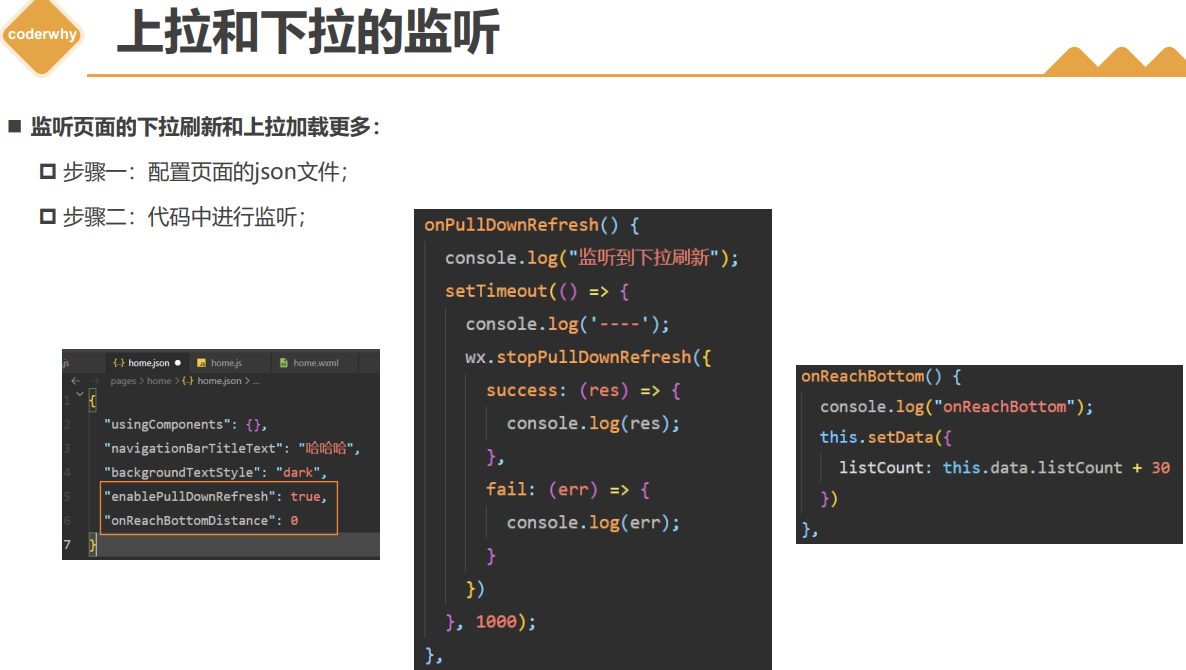 coderwhy
上拉和下拉的监听
监听页面的下拉刷新和上拉加载更多：
步骤一：配置页面的json文件；
步骤二：代码中进行监听；
js
{..} home.json
home.js
home.wxml
pages > home > {..} home.json > ...
1 {
2 "usingComponents": {},
3 "navigationBarTitleText": "哈哈哈",
4 "backgroundTextStyle": "dark",
5 "enablePullDownRefresh": true,
6 "onReachBottomDistance": 0
7 }
onPullDownRefresh() {
console.log("监听到下拉刷新");
setTimeout(() => {
console.log('----');
wx.stopPullDownRefresh({
success: (res) => {
console.log(res);
},
fail: (err) => {
console.log(err);
}
})
}, 1000);
},
onReachBottom() {
console.log("onReachBottom");
this.setData({
listCount: this.data.listCount + 30
})
},